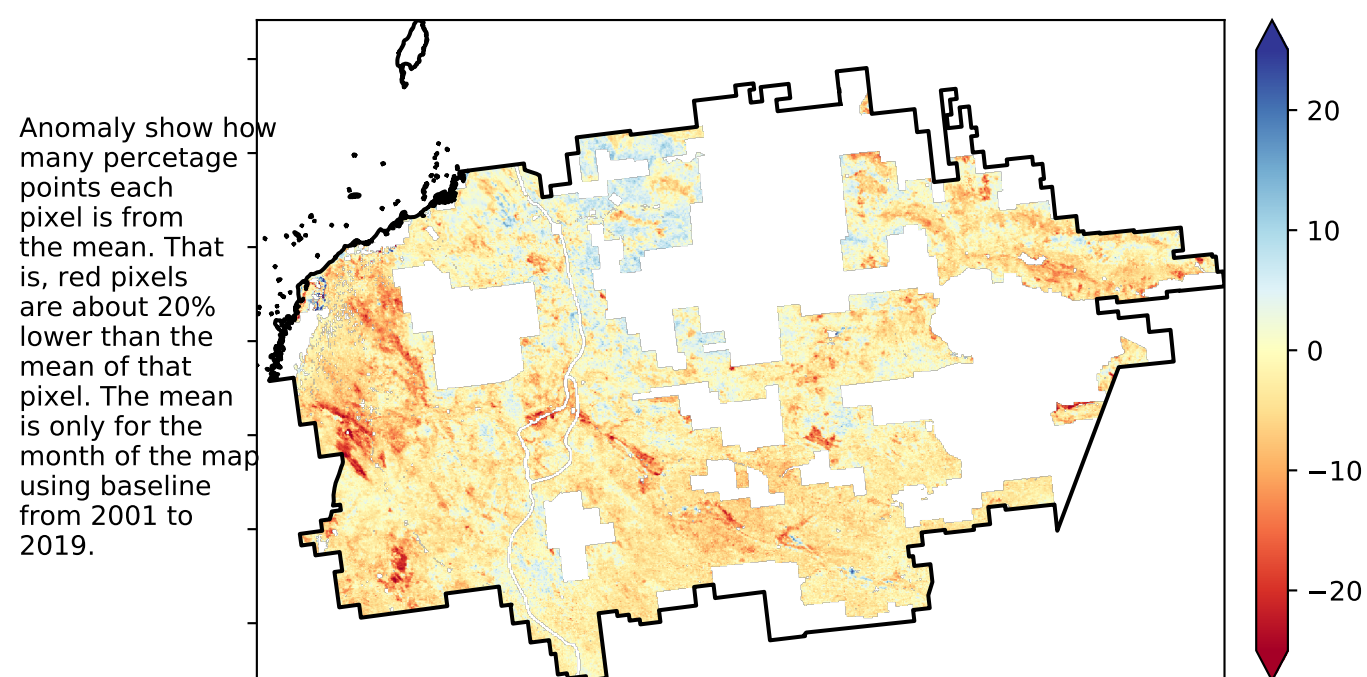 Anomaly show how
many percetage
points each
pixel is from
the mean. That
is, red pixels
are about 20%
lower than the
mean of that
pixel. The mean
is only for the
month of the map
using baseline
from 2001 to
2019.
20
10
0
−10
−20